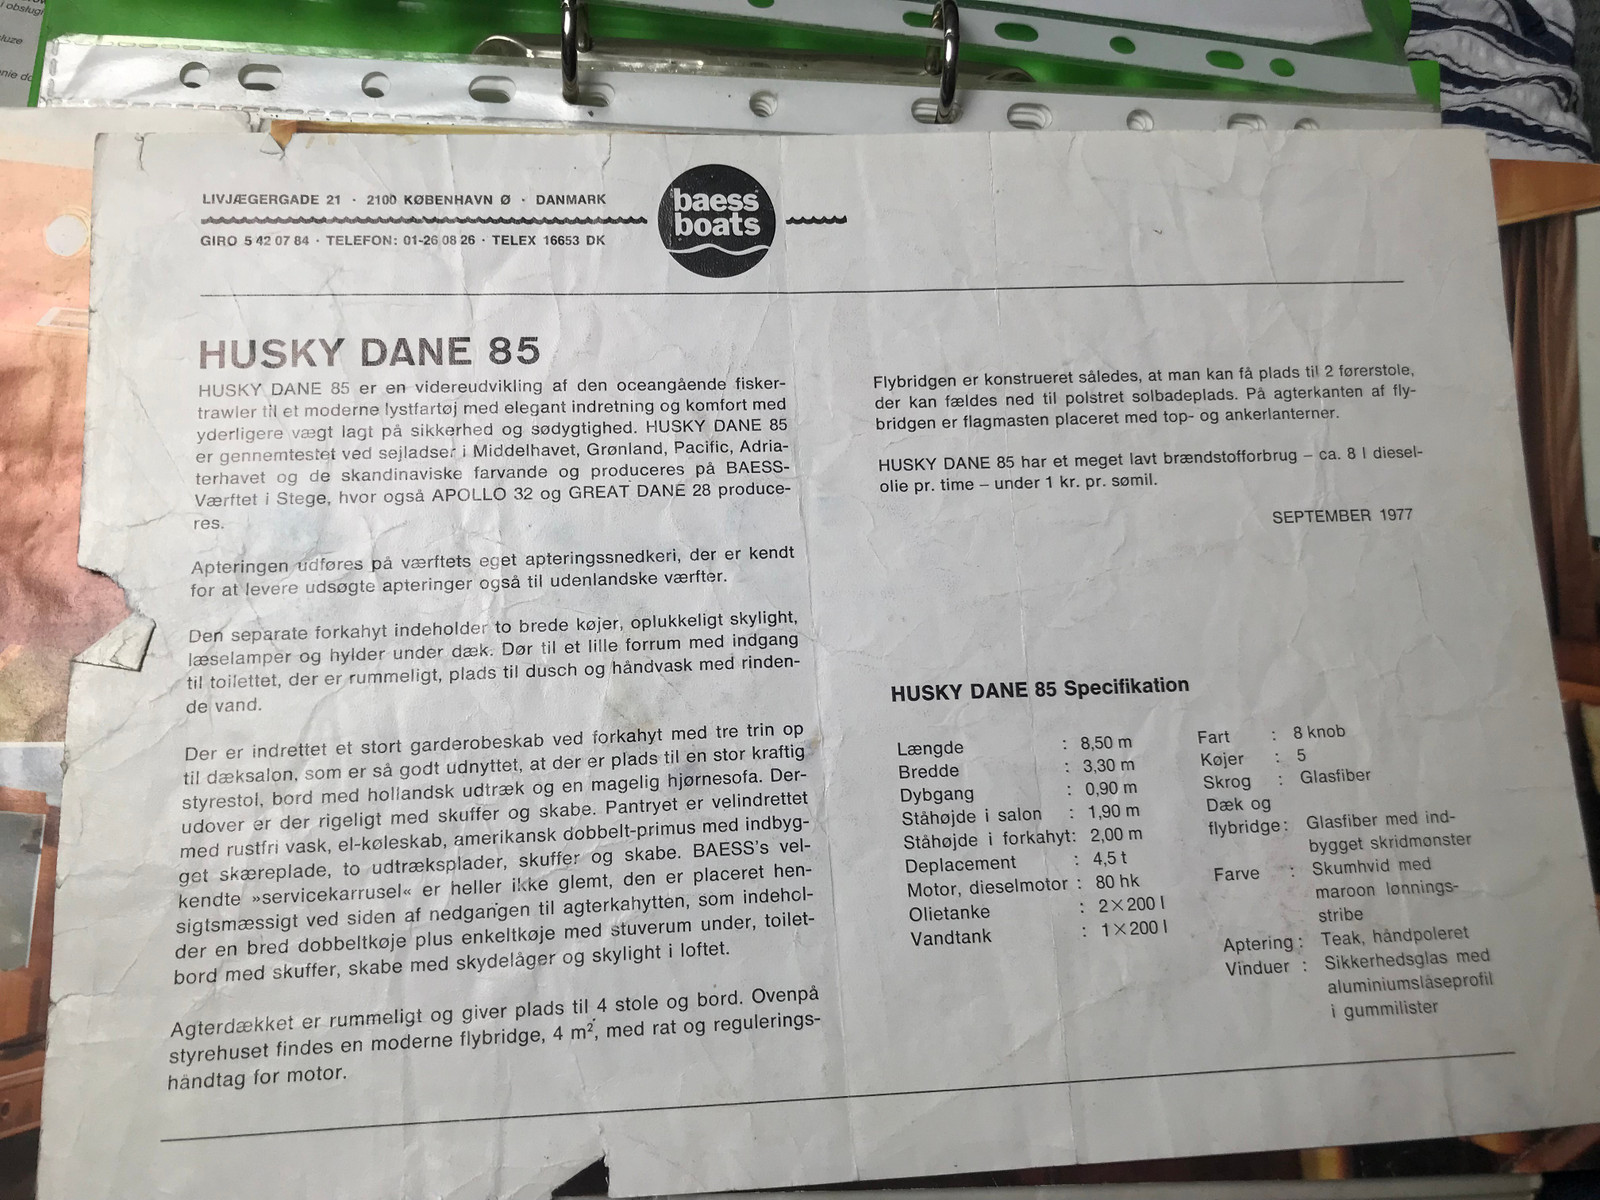 i obsługi
nie do
LIVJÆGERGADE 21 · 2100 KØBENHAVN Ø · DANMARK
GIRO 5 42 07 84 · TELEFON: 01-26 08 26 · TELEX 16653 DK
baess
boats
HUSKY DANE 85
HUSKY DANE 85 er en videreudvikling af den oceangående fisker-
trawler til et moderne lystfartøj med elegant indretning og komfort med
yderligere vægt lagt på sikkerhed og sødygtighed. HUSKY DANE 85
er gennemtestet ved sejladser i Middelhavet, Grønland, Pacific, Adria-
terhavet og de skandinaviske farvande og produceres på BAESS-
Værftet i Stege, hvor også APOLLO 32 og GREAT DANE 28 produce-
res.
Apteringen udføres på værftets eget apteringssnedkeri, der er kendt
for at levere udsøgte apteringer også til udenlandske værfter.
Den separate forkahyt indeholder to brede køjer, oplukkeligt skylight,
læselamper og hylder under dæk. Dør til et lille forrum med indgang
til toilettet, der er rummeligt, plads til dusch og håndvask med rinden-
de vand.
Der er indrettet et stort garderobeskab ved forkahyt med tre trin op
til dæksalon, som er så godt udnyttet, at der er plads til en stor kraftig
styrestol, bord med hollandsk udtræk og en magelig hjørnesofa. Der-
udover er der rigeligt med skuffer og skabe. Pantryet er velindrettet
med rustfri vask, el-køleskab, amerikansk dobbelt-primus med indbyg-
get skæreplade, to udtræksplader, skuffer og skabe. BAESS's vel-
kendte »servicekarrusel« er heller ikke glemt, den er placeret hen-
sigtsmæssigt ved siden af nedgangen til agterkahytten, som indehol-
der en bred dobbeltkøje plus enkeltkøje med stuverum under, toilet-
bord med skuffer, skabe med skydelåger og skylight i loftet.
Agterdækket er rummeligt og giver plads til 4 stole og bord. Ovenpå
styrehuset findes en moderne flybridge, 4 m², med rat og regulerings-
håndtag for motor.
Flybridgen er konstrueret således, at man kan få plads til 2 førerstole,
der kan fældes ned til polstret solbadeplads. På agterkanten af fly-
bridgen er flagmasten placeret med top- og ankerlanterner.
HUSKY DANE 85 har et meget lavt brændstofforbrug – ca. 8 l diesel-
olie pr. time – under 1 kr. pr. sømil.
SEPTEMBER 1977
HUSKY DANE 85 Specifikation
Længde : 8,50 m
Bredde : 3,30 m
Dybgang : 0,90 m
Ståhøjde i salon : 1,90 m
Ståhøjde i forkahyt: 2,00 m
Deplacement : 4,5 t
Motor, dieselmotor : 80 hk
Olietanke : 2×200 l
Vandtank : 1×200 l
Fart : 8 knob
Køjer : 5
Skrog : Glasfiber
Dæk og
flybridge: Glasfiber med ind-
bygget skridmønster
Farve : Skumhvid med
maroon lønnings-
stribe
Aptering : Teak, håndpoleret
Vinduer : Sikkerhedsglas med
aluminiumslåseprofil
i gummilister